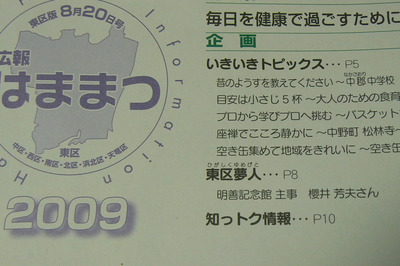 東区版 8月20日号
広報
はままつ
Information
中区・西区・南区・北区・浜北区・天竜区
東区
2009
毎日を健康で過ごすために
企画
いきいきトピックス…P5
昔のようすを教えてください～中郡中学校
目安は小さじ5杯～大人のための食育
プロから学びプロへ挑む～バスケット
座禅でこころ静かに～中野町 松林寺～
空き缶集めて地域をきれいに～空き缶
ひがしくゆめびと
東区夢人…P8
明善記念館 主事 櫻井 芳夫さん
知っトク情報…P10